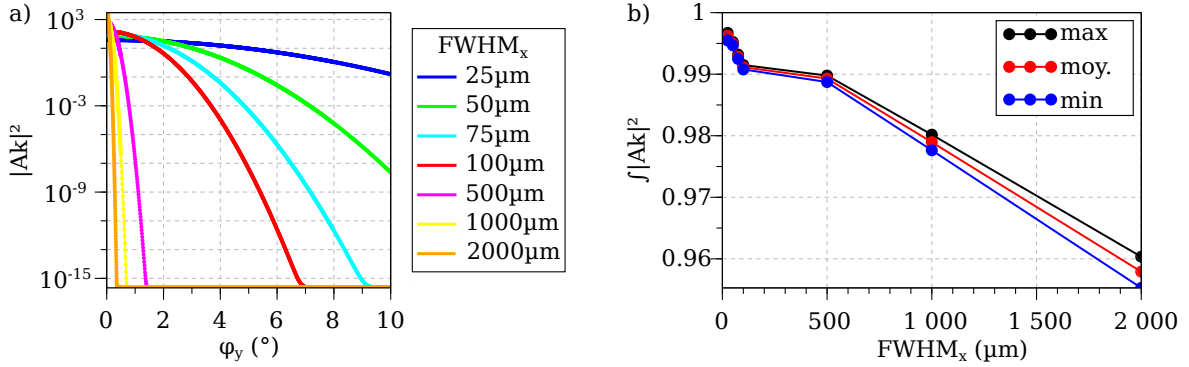 a)
|Ak|²
10³
10⁻³
10⁻⁹
10⁻¹⁵
0 2 4 6 8 10
φy (°)
FWHMx
25µm
50µm
75µm
100µm
500µm
1000µm
2000µm
b)
∫|Ak|²
1
0.99
0.98
0.97
0.96
0 500 1 000 1 500 2 000
FWHMx (µm)
max
moy.
min